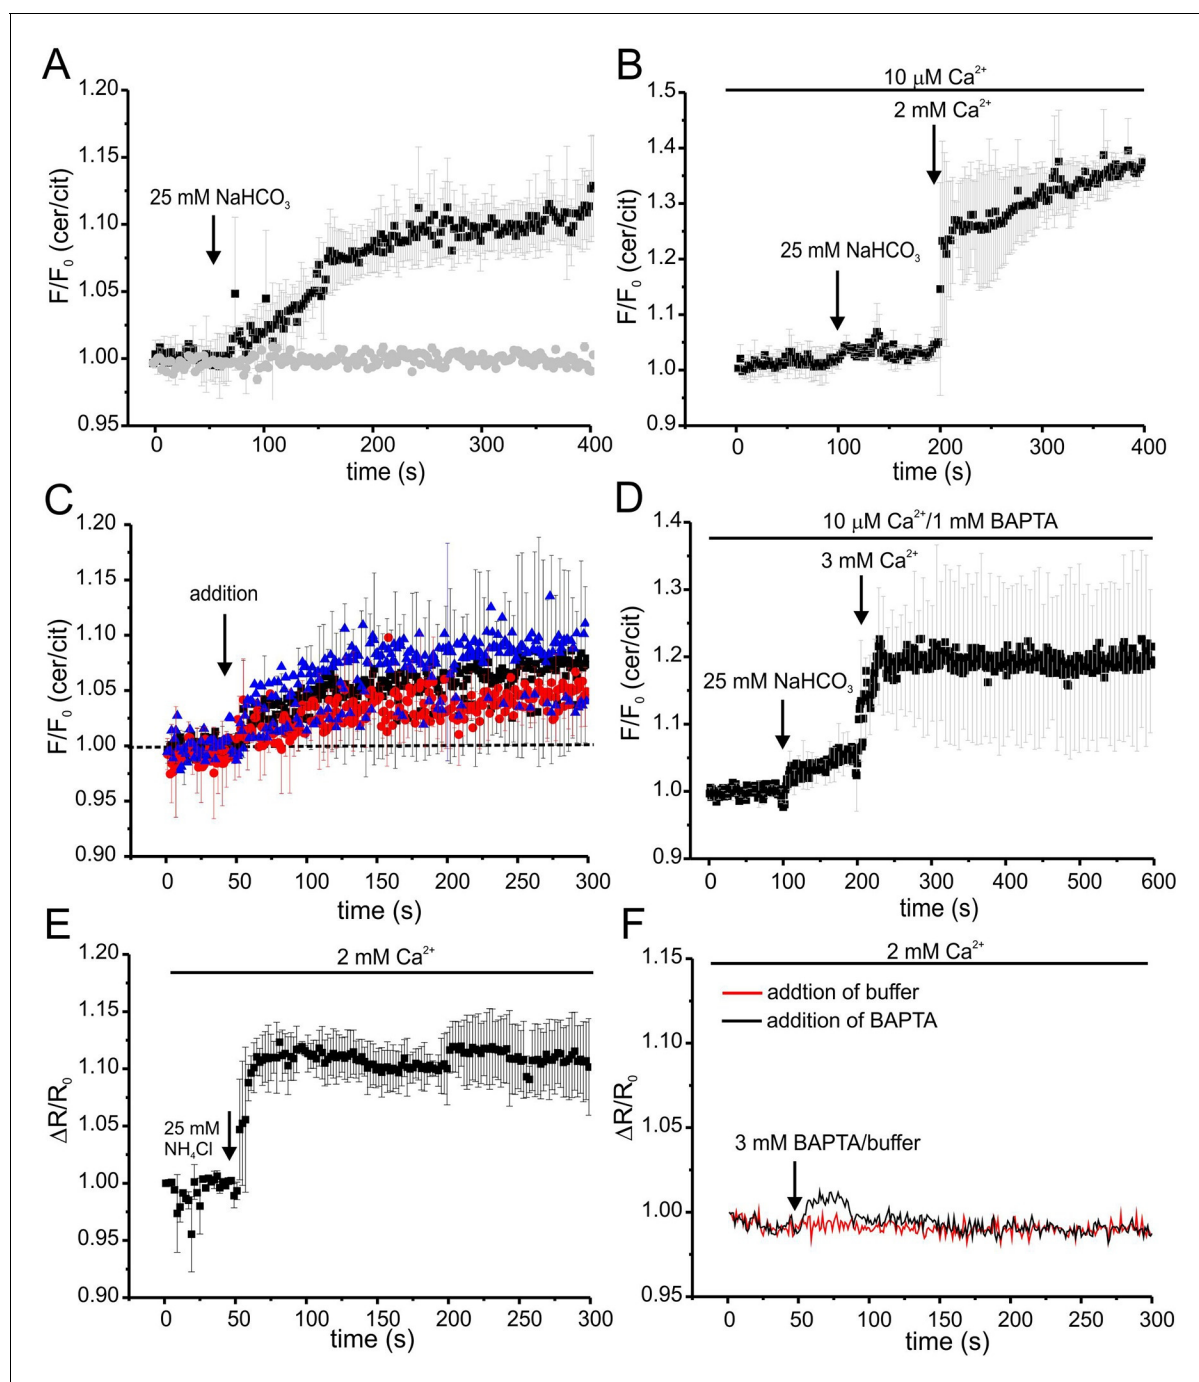 A
1.20
1.15
1.10
1.05
1.00
0.95
F/F₀ (cer/cit)
25 mM NaHCO₃
0 100 200 300 400
time (s)
B
10 µM Ca²⁺
2 mM Ca²⁺
1.5
1.4
1.3
1.2
1.1
1.0
0.9
F/F₀ (cer/cit)
25 mM NaHCO₃
0 100 200 300 400
time (s)
C
1.20
1.15
1.10
1.05
1.00
0.95
0.90
F/F₀ (cer/cit)
addition
0 50 100 150 200 250 300
time (s)
D
10 µM Ca²⁺/1 mM BAPTA
3 mM Ca²⁺
1.4
1.3
1.2
1.1
1.0
0.9
F/F₀ (cer/cit)
25 mM NaHCO₃
0 100 200 300 400 500 600
time (s)
E
2 mM Ca²⁺
1.20
1.15
1.10
1.05
1.00
0.95
0.90
ΔR/R₀
25 mM
NH₄Cl
0 50 100 150 200 250 300
time (s)
F
2 mM Ca²⁺
1.15
1.10
1.05
1.00
0.95
ΔR/R₀
addtion of buffer
addition of BAPTA
3 mM BAPTA/buffer
0 50 100 150 200 250 300
time (s)